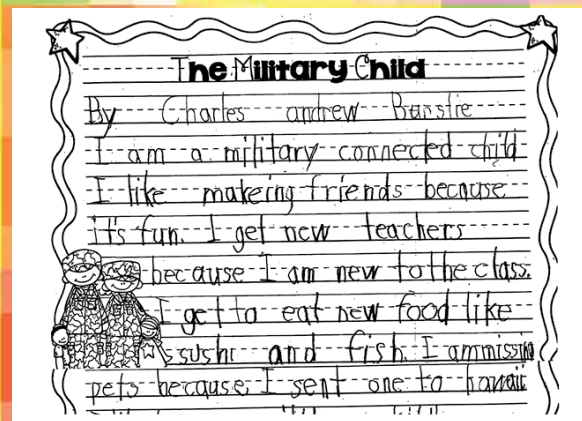 The Military Child
By Charles andrew
I am a military connected child
I like makeing friends because
it's fun. I get new teachers
because I am new to the class.
I get to eat new food like
sushi and fish. I am missing
pets because I sent one to hawaii